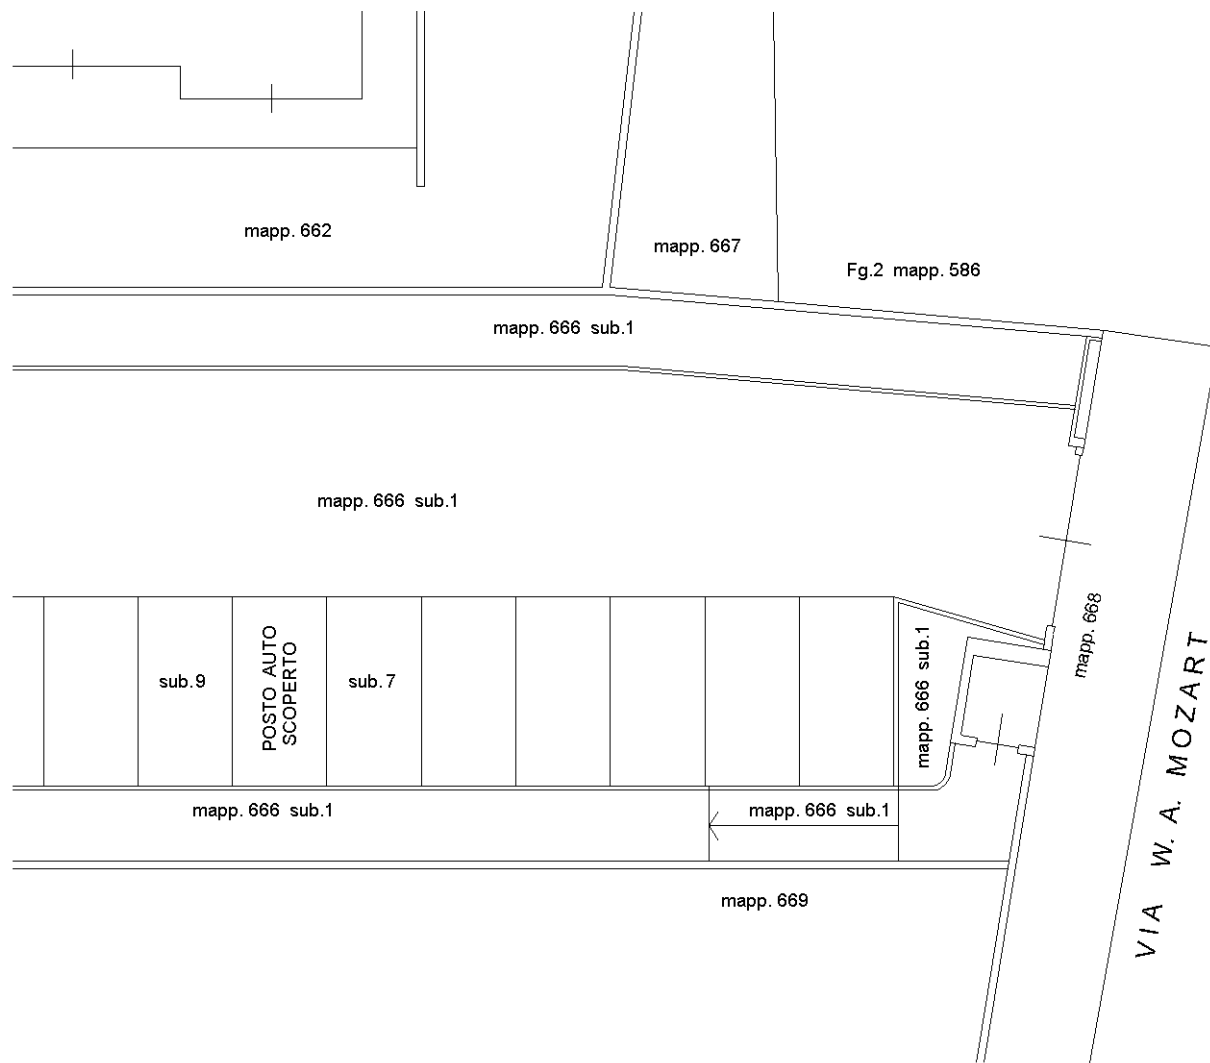 mapp. 662
mapp. 667
Fg.2 mapp. 586
mapp. 666 sub.1
mapp. 666 sub.1
mapp. 668
sub.9
POSTO AUTO
SCOPERTO
sub.7
mapp. 666 sub.1
VIA W. A. MOZART
mapp. 666 sub.1
mapp. 666 sub.1
mapp. 669